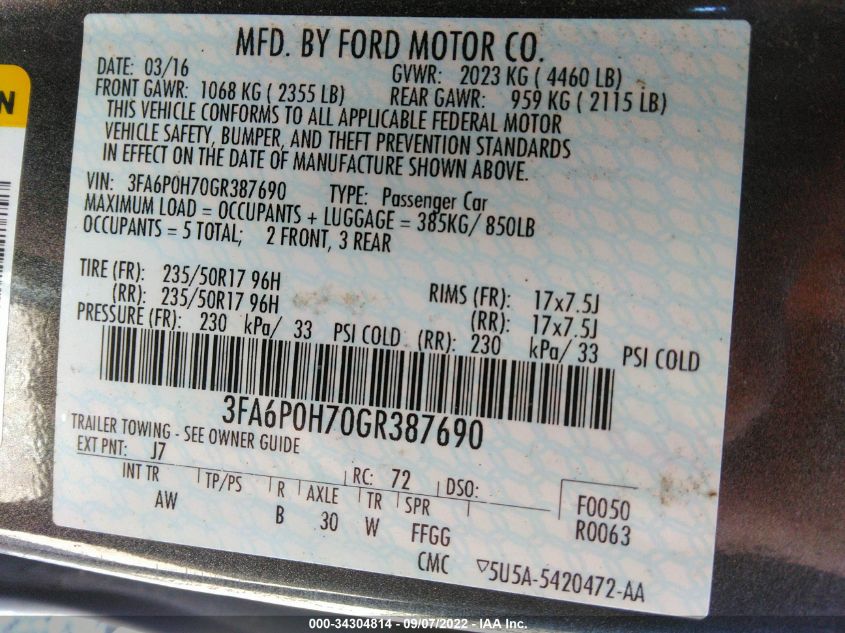 N
MFD. BY FORD MOTOR CO.
DATE: 03/16 GVWR: 2023 KG ( 4460 LB)
FRONT GAWR: 1068 KG ( 2355 LB) REAR GAWR: 959 KG ( 2115 LB)
THIS VEHICLE CONFORMS TO ALL APPLICABLE FEDERAL MOTOR
VEHICLE SAFETY, BUMPER, AND THEFT PREVENTION STANDARDS
IN EFFECT ON THE DATE OF MANUFACTURE SHOWN ABOVE.
VIN: 3FA6P0H70GR387690 TYPE: Passenger Car
MAXIMUM LOAD = OCCUPANTS + LUGGAGE = 385KG/ 850LB
OCCUPANTS = 5 TOTAL; 2 FRONT, 3 REAR
TIRE (FR): 235/50R17 96H RIMS (FR): 17x7.5J
(RR): 235/50R17 96H (RR): 17x7.5J
PRESSURE (FR): 230 kPa/ 33 PSI COLD (RR): 230 kPa/ 33 PSI COLD
3FA6P0H70GR387690
TRAILER TOWING - SEE OWNER GUIDE
EXT PNT: J7 RC: 72 DSO: F0050
INT TR TP/PS R AXLE TR SPR R0063
AW B 30 W FFGG
CMC ▽5U5A-5420472-AA
000-34304814 - 09/07/2022 - IAA Inc.